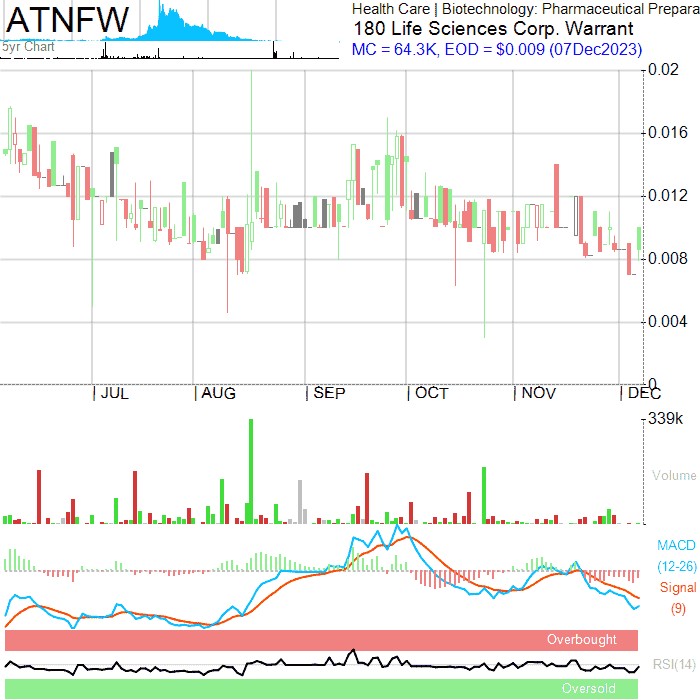 ATNFW
5yr Chart
Health Care | Biotechnology: Pharmaceutical Prepara
180 Life Sciences Corp. Warrant
MC = 64.3K, EOD = $0.009 (07Dec2023)
0.02
0.016
0.012
0.008
0.004
0
JUL AUG SEP OCT NOV DEC
339k
Volume
MACD
(12-26)
Signal
(9)
Overbought
RSI(14)
Oversold